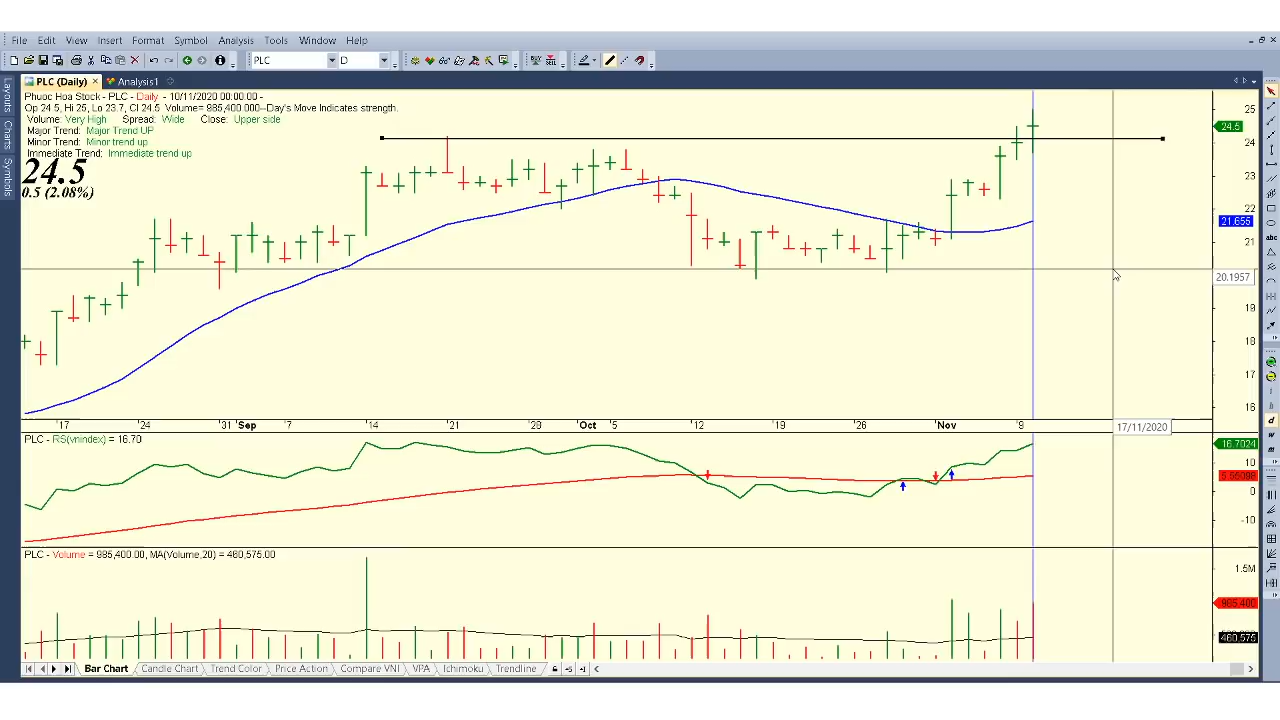 File Edit View Insert Format Symbol Analysis Tools Window Help
PLC D
PLC (Daily) Analysis1
Layouts
Charts
Symbols
Phuoc Hoa Stock - PLC - Daily - 10/11/2020 00:00:00 -
Op 24.5, Hi 25, Lo 23.7, Cl 24.5 Volume= 985,400.000--Day's Move Indicates strength.
Volume: Very High Spread: Wide Close: Upper side
Major Trend: Major Trend UP
Minor Trend: Minor trend up
Immediate Trend: Immediate trend up
24.5
0.5 (2.08%)
25
24.5
24
23
22
21.655
21
20.1957
19
18
17
16
17 24 31 Sep 7 14 21 28 Oct 5 12 19 26 Nov 9 17/11/2020
PLC - RS(vnindex) = 16.70
16.7024
10
0
-10
PLC - Volume = 985,400.00, MA(Volume,20) = 460,575.00
1.5M
985,400
460,575
Bar Chart Candle Chart Trend Color Price Action Compare VNI VPA Ichimoku Trendline
abc
d
w
m